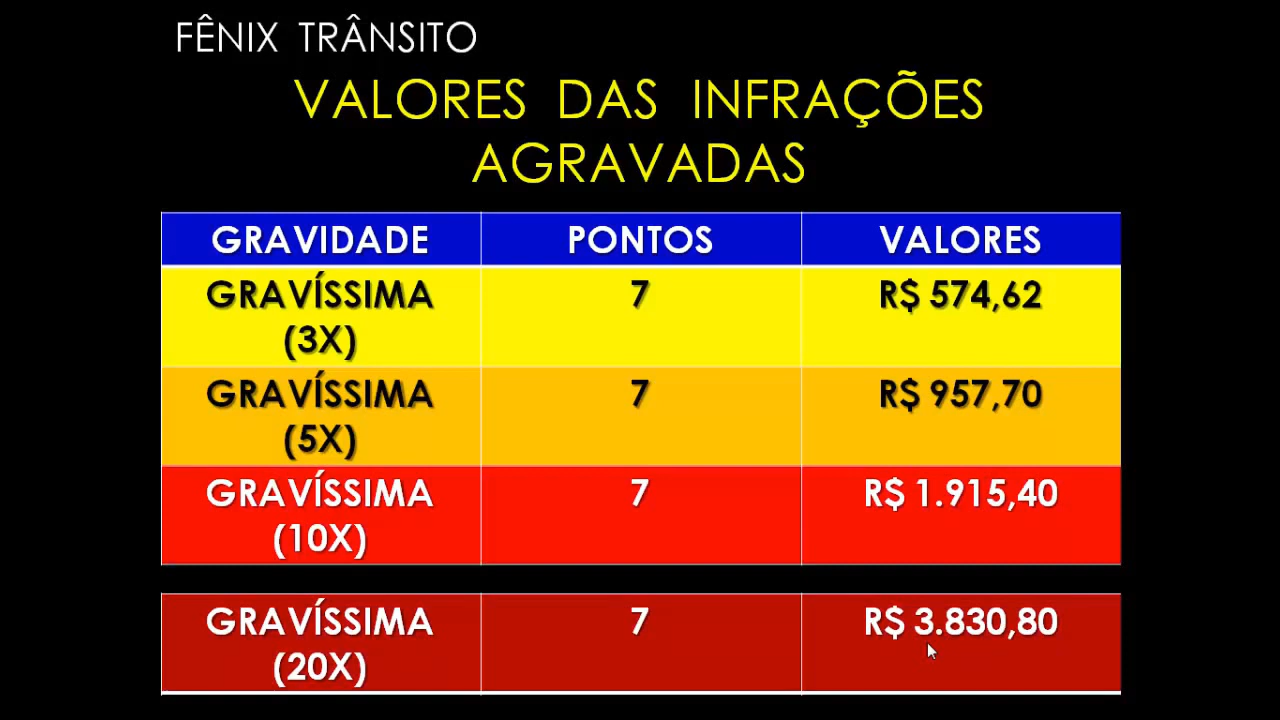 FÊNIX TRÂNSITO
VALORES DAS INFRAÇÕES
AGRAVADAS
GRAVIDADE PONTOS VALORES
GRAVÍSSIMA 7 R$ 574,62
(3X)
GRAVÍSSIMA 7 R$ 957,70
(5X)
GRAVÍSSIMA 7 R$ 1.915,40
(10X)
GRAVÍSSIMA 7 R$ 3.830,80
(20X)